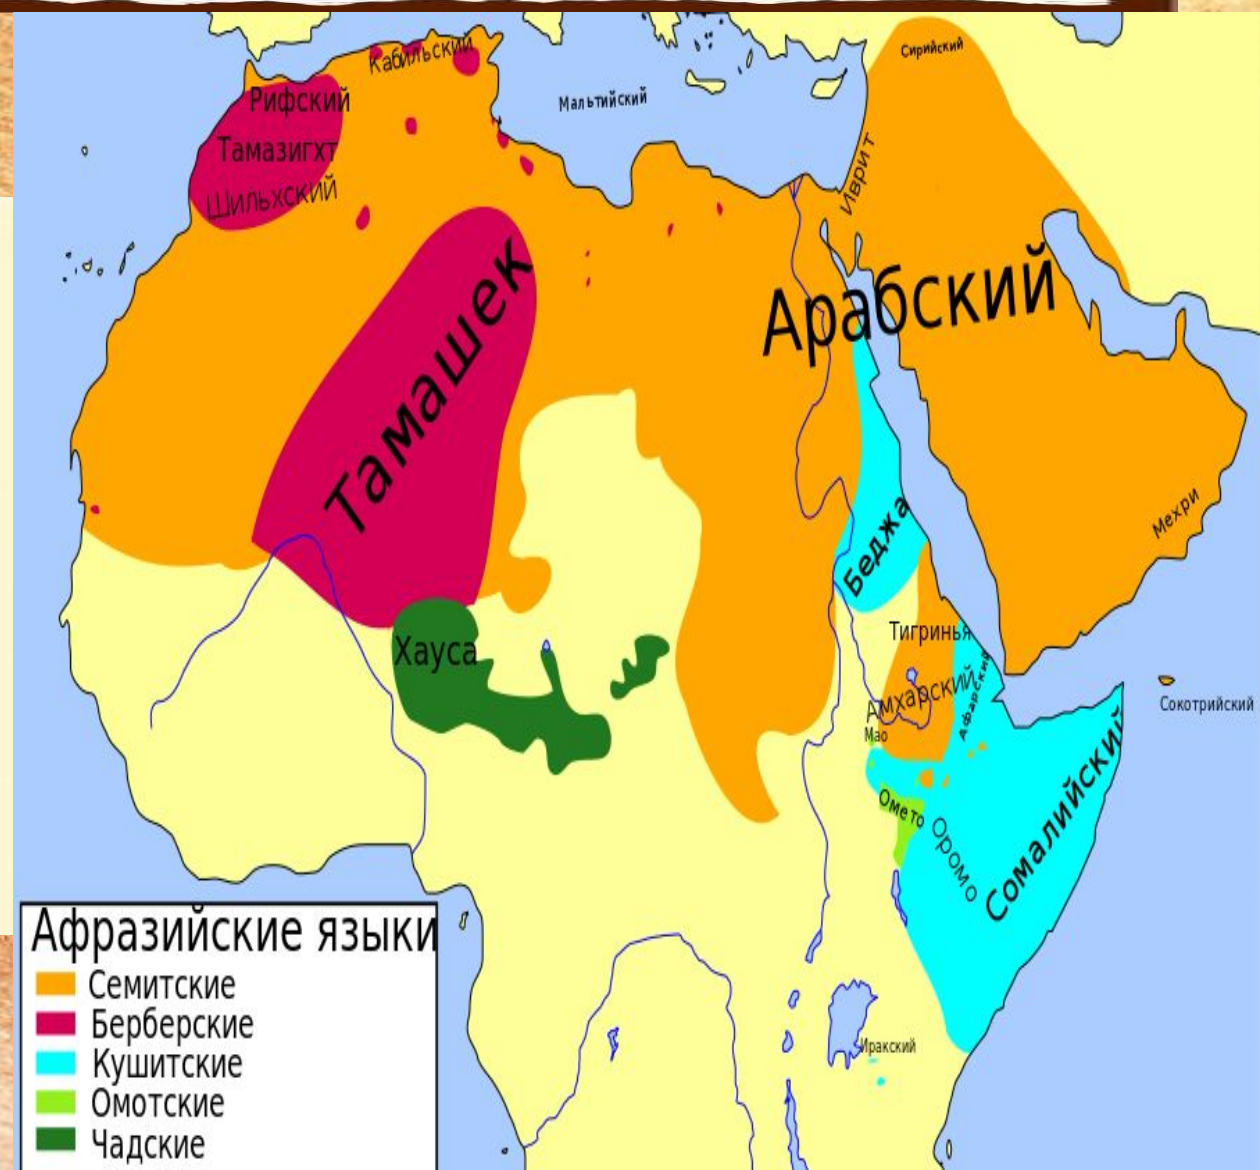 Сирийский
Кабильский
Мальтийский
Рифский
Тамазигхт
Шильхский
Иврит
Тамашек
Арабский
Мехри
Беджа
Тигринья
Хауса
Амхарский
Афарский
Сокотрийский
Мао
Омето
Оромо
Сомалийский
Иракский
Афразийские языки
Семитские
Берберские
Кушитские
Омотские
Чадские